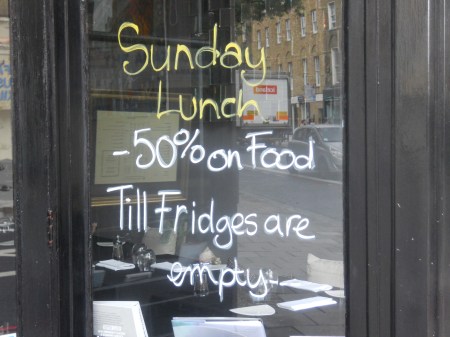 Sunday
Lunch
-50% on Food
Till Fridges are
empty